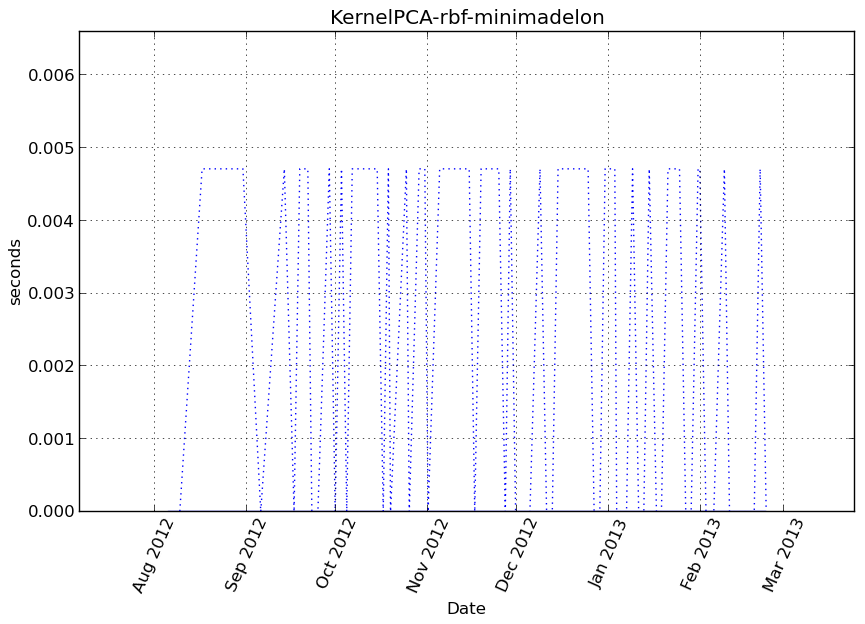 KernelPCA-rbf-minimadelon
0.006
0.005
0.004
0.003
0.002
0.001
0.000
seconds
Aug 2012
Sep 2012
Oct 2012
Nov 2012
Dec 2012
Jan 2013
Feb 2013
Mar 2013
Date